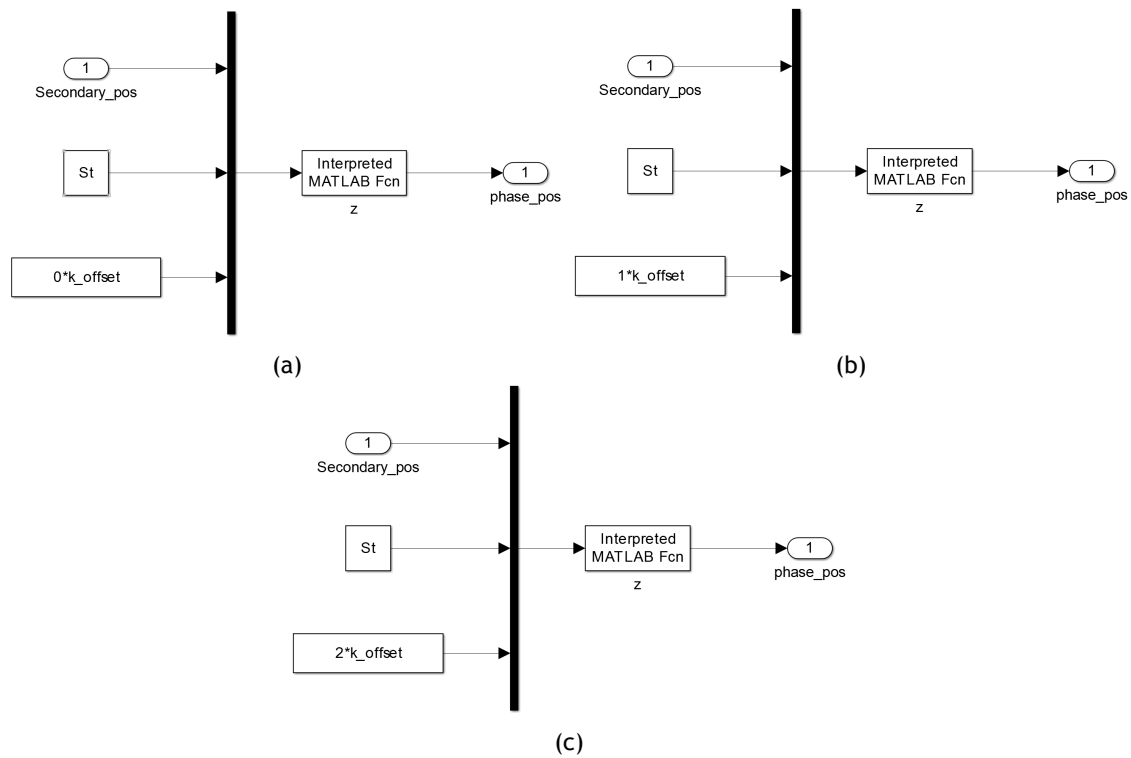 1
Secondary_pos
St
0*k_offset
Interpreted
MATLAB Fcn
z
1
phase_pos
(a)
1
Secondary_pos
St
1*k_offset
Interpreted
MATLAB Fcn
z
1
phase_pos
(b)
1
Secondary_pos
St
2*k_offset
Interpreted
MATLAB Fcn
z
1
phase_pos
(c)